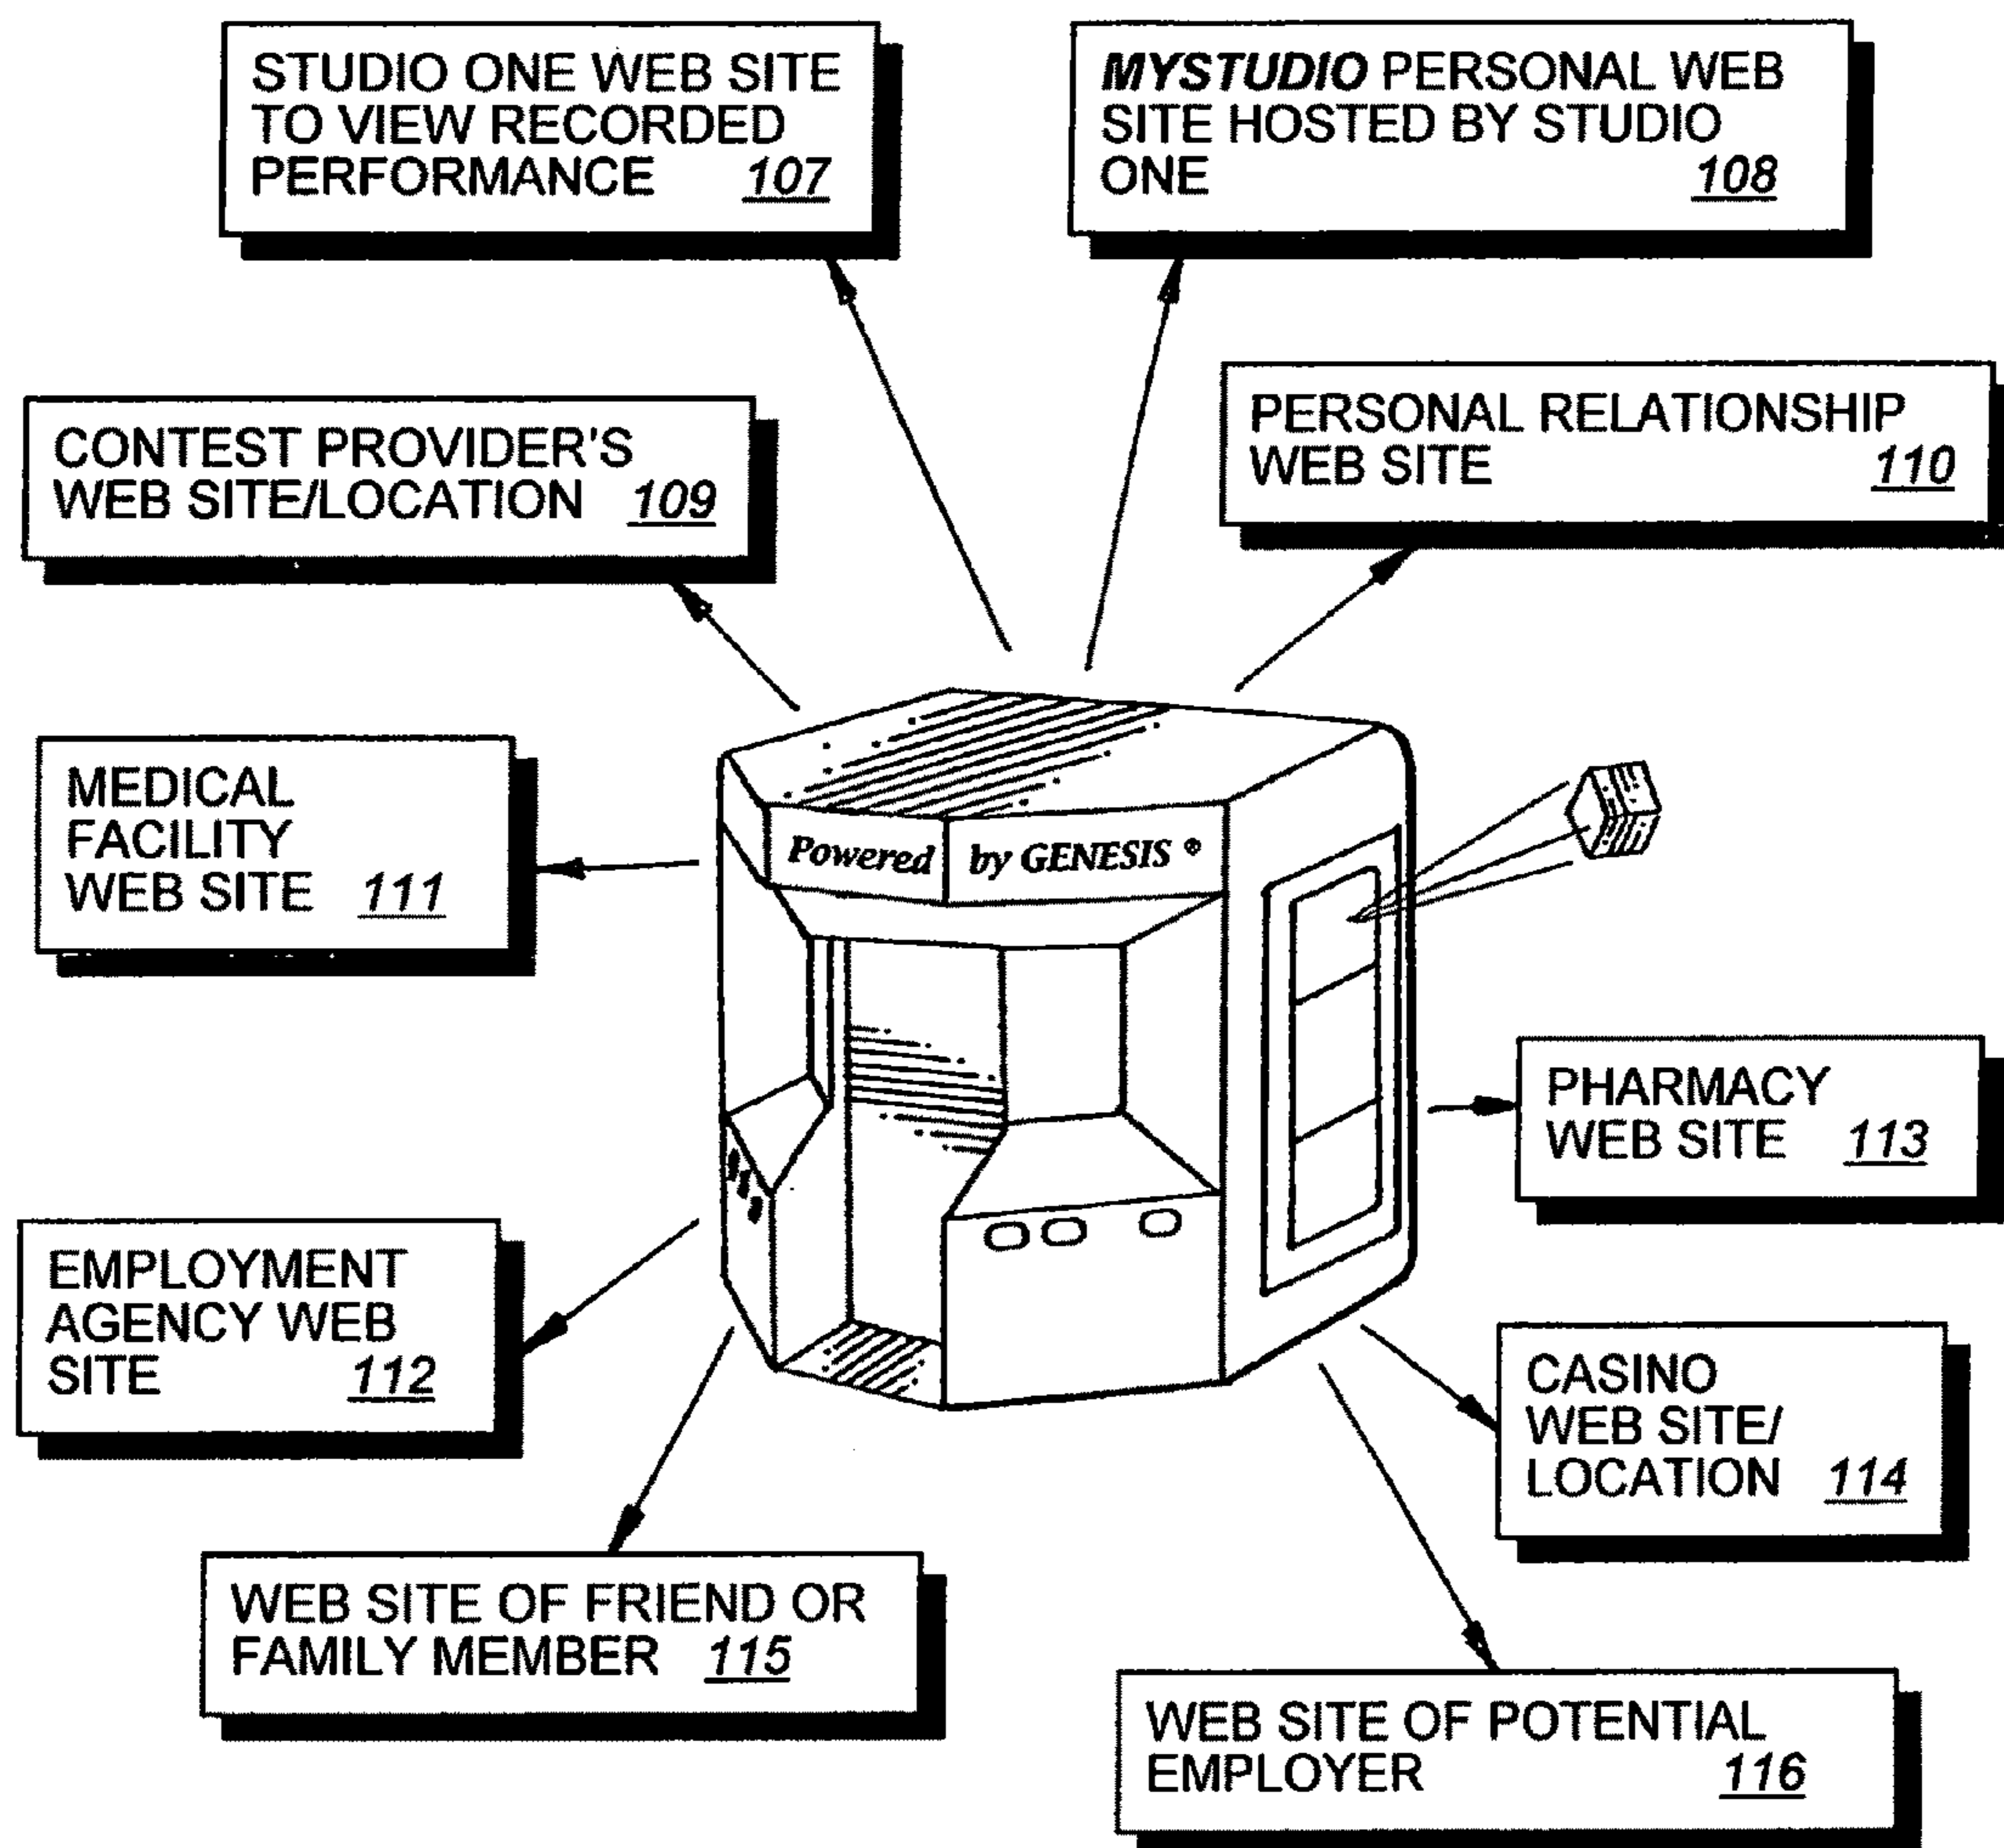 STUDIO ONE WEB SITE
TO VIEW RECORDED
PERFORMANCE 107
MYSTUDIO PERSONAL WEB
SITE HOSTED BY STUDIO
ONE 108
CONTEST PROVIDER'S
WEB SITE/LOCATION 109
PERSONAL RELATIONSHIP
WEB SITE 110
MEDICAL
FACILITY
WEB SITE 111
Powered by GENESIS ®
PHARMACY
WEB SITE 113
EMPLOYMENT
AGENCY WEB
SITE 112
CASINO
WEB SITE/
LOCATION 114
WEB SITE OF FRIEND OR
FAMILY MEMBER 115
WEB SITE OF POTENTIAL
EMPLOYER 116